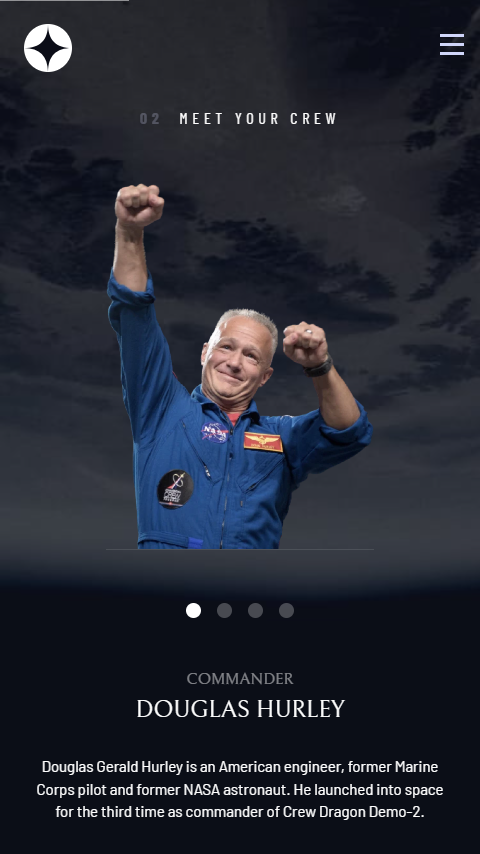 02 MEET YOUR CREW
NASA
COMMANDER
DOUGLAS HURLEY
Douglas Gerald Hurley is an American engineer, former Marine
Corps pilot and former NASA astronaut. He launched into space
for the third time as commander of Crew Dragon Demo-2.